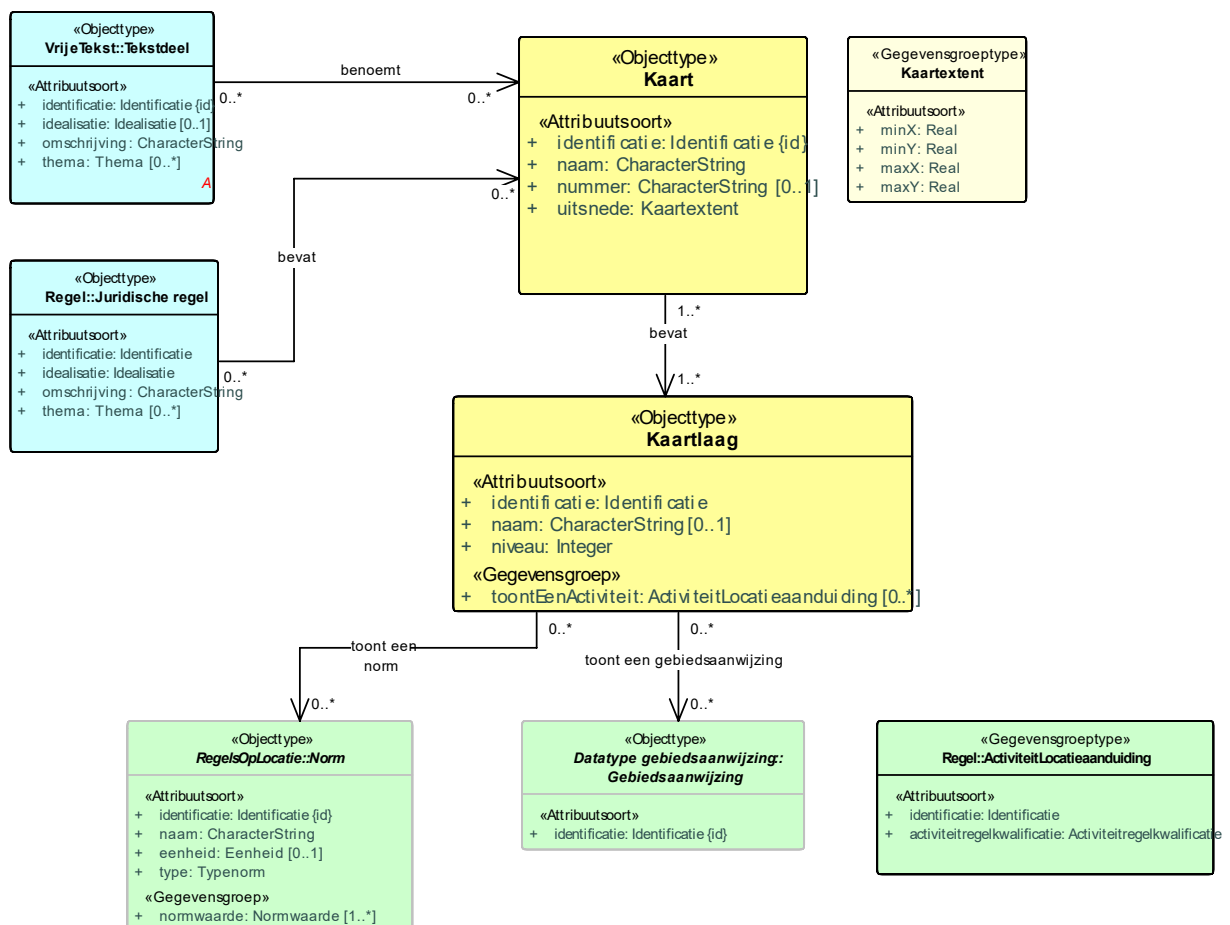 «Objecttype»
VrijeTekst::Tekstdeel
«Attribuutsoort»
+ identificatie: Identificatie {id}
+ idealisatie: Idealisatie [0..1]
+ omschrijving: CharacterString
+ thema: Thema [0..*]
A
benoemt
0..*
0..*
«Objecttype»
Kaart
«Attribuutsoort»
+ identificatie: Identificatie {id}
+ naam: CharacterString
+ nummer: CharacterString [0..1]
+ uitsnede: Kaartextent
«Gegevensgroeptype»
Kaartextent
«Attribuutsoort»
+ minX: Real
+ minY: Real
+ maxX: Real
+ maxY: Real
0..*
bevat
«Objecttype»
Regel::Juridische regel
«Attribuutsoort»
+ identificatie: Identificatie
+ idealisatie: Idealisatie
+ omschrijving: CharacterString
+ thema: Thema [0..*]
0..*
1..*
bevat
1..*
«Objecttype»
Kaartlaag
«Attribuutsoort»
+ identificatie: Identificatie
+ naam: CharacterString [0..1]
+ niveau: Integer
«Gegevensgroep»
+ toontEenActiviteit: ActiviteitLocatieaanduiding [0..*]
0..*
0..*
toont een
norm
toont een gebiedsaanwijzing
0..*
0..*
«Objecttype»
RegelsOpLocatie::Norm
«Attribuutsoort»
+ identificatie: Identificatie {id}
+ naam: CharacterString
+ eenheid: Eenheid [0..1]
+ type: Typenorm
«Gegevensgroep»
+ normwaarde: Normwaarde [1..*]
«Objecttype»
Datatype gebiedsaanwijzing::
Gebiedsaanwijzing
«Attribuutsoort»
+ identificatie: Identificatie {id}
«Gegevensgroeptype»
Regel::ActiviteitLocatieaanduiding
«Attribuutsoort»
+ identificatie: Identificatie
+ activiteitregelkwalificatie: Activiteitregelkwalificatie